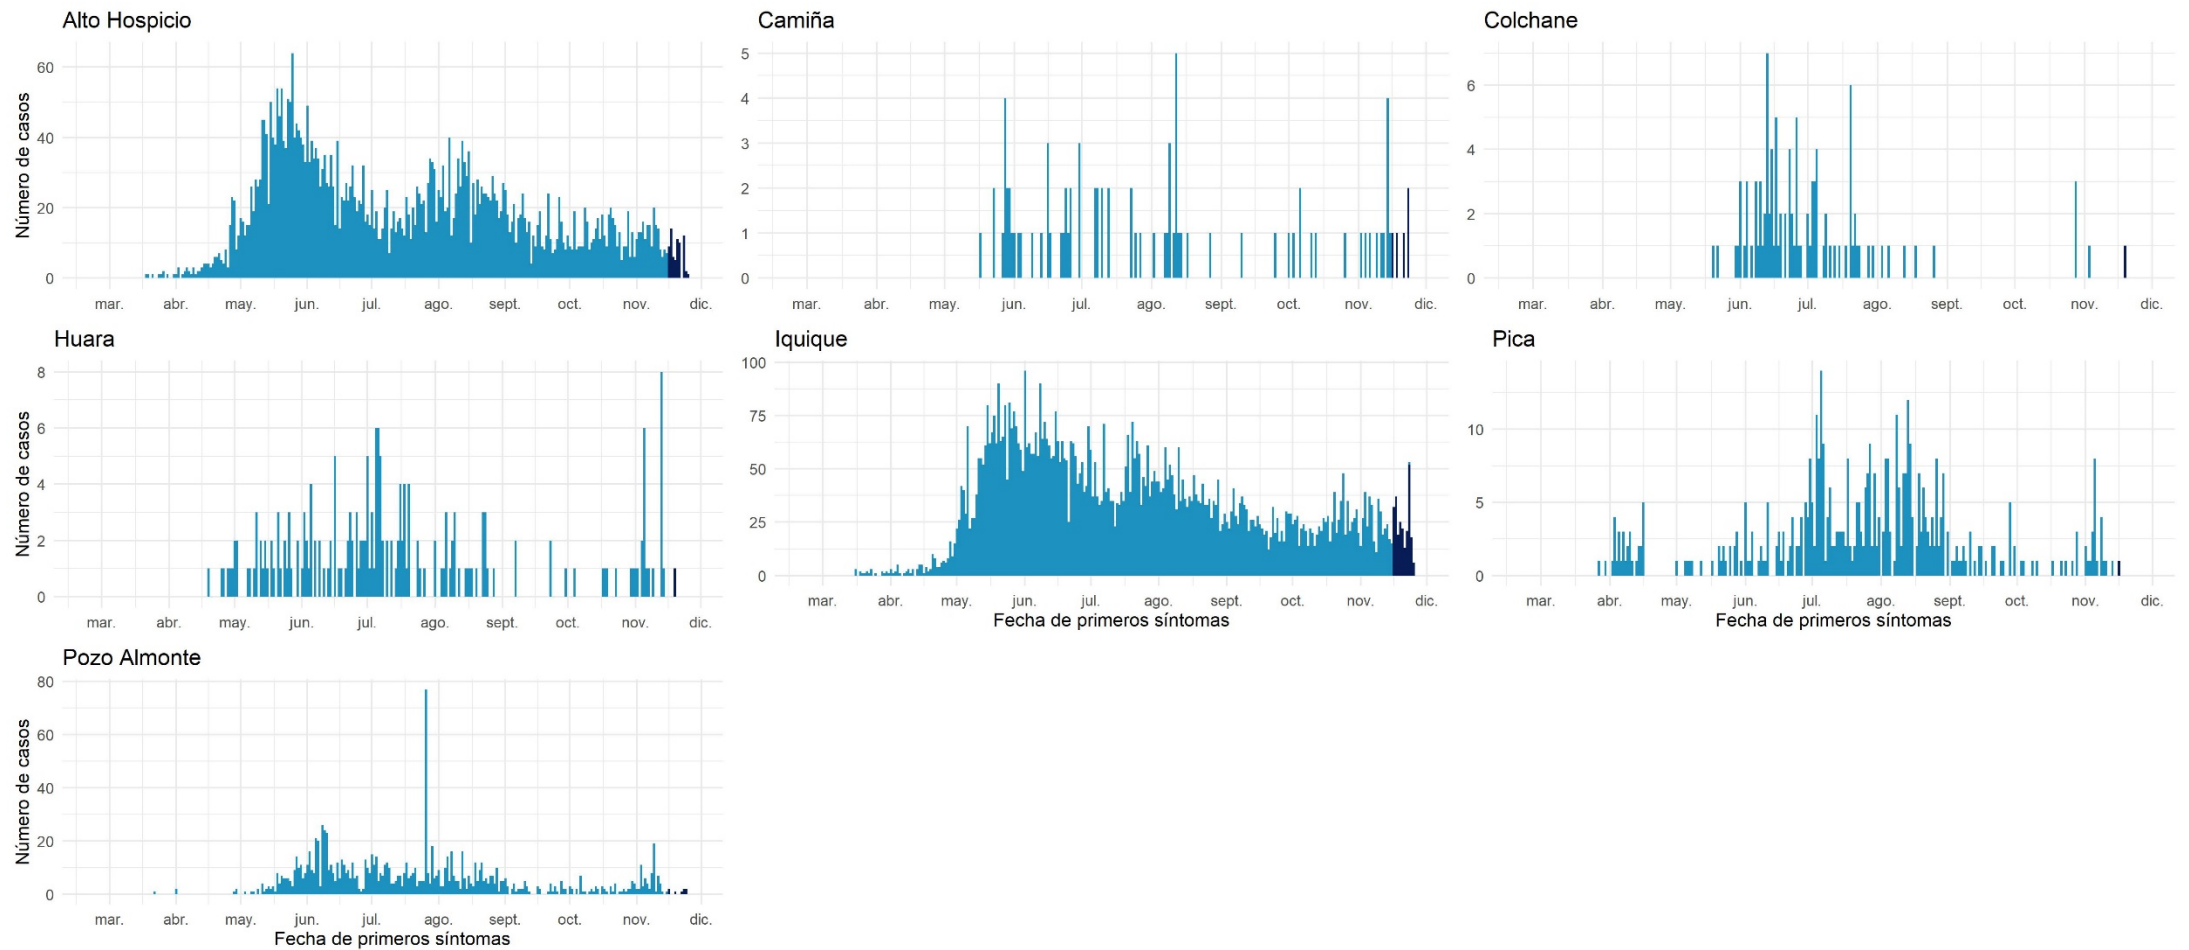 Alto Hospicio
Número de casos
60
40
20
0
mar. abr. may. jun. jul. ago. sept. oct. nov. dic.
Camiña
5
4
3
2
1
0
mar. abr. may. jun. jul. ago. sept. oct. nov. dic.
Colchane
6
4
2
0
mar. abr. may. jun. jul. ago. sept. oct. nov. dic.
Huara
Número de casos
8
6
4
2
0
mar. abr. may. jun. jul. ago. sept. oct. nov. dic.
Iquique
100
75
50
25
0
mar. abr. may. jun. jul. ago. sept. oct. nov. dic.
Fecha de primeros síntomas
Pica
10
5
0
mar. abr. may. jun. jul. ago. sept. oct. nov. dic.
Fecha de primeros síntomas
Pozo Almonte
Número de casos
80
60
40
20
0
mar. abr. may. jun. jul. ago. sept. oct. nov. dic.
Fecha de primeros síntomas